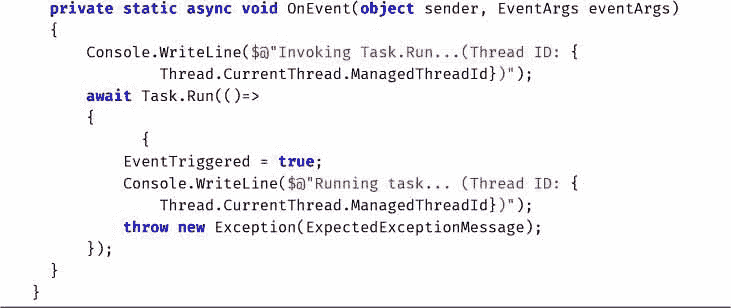 private static async void OnEvent(object sender, EventArgs eventArgs)
{
Console.WriteLine($@"Invoking Task.Run...(Thread ID: {
Thread.CurrentThread.ManagedThreadId})");
await Task.Run(()=>
{
{
EventTriggered = true;
Console.WriteLine($@"Running task... (Thread ID: {
Thread.CurrentThread.ManagedThreadId})");
throw new Exception(ExpectedExceptionMessage);
});
}
}